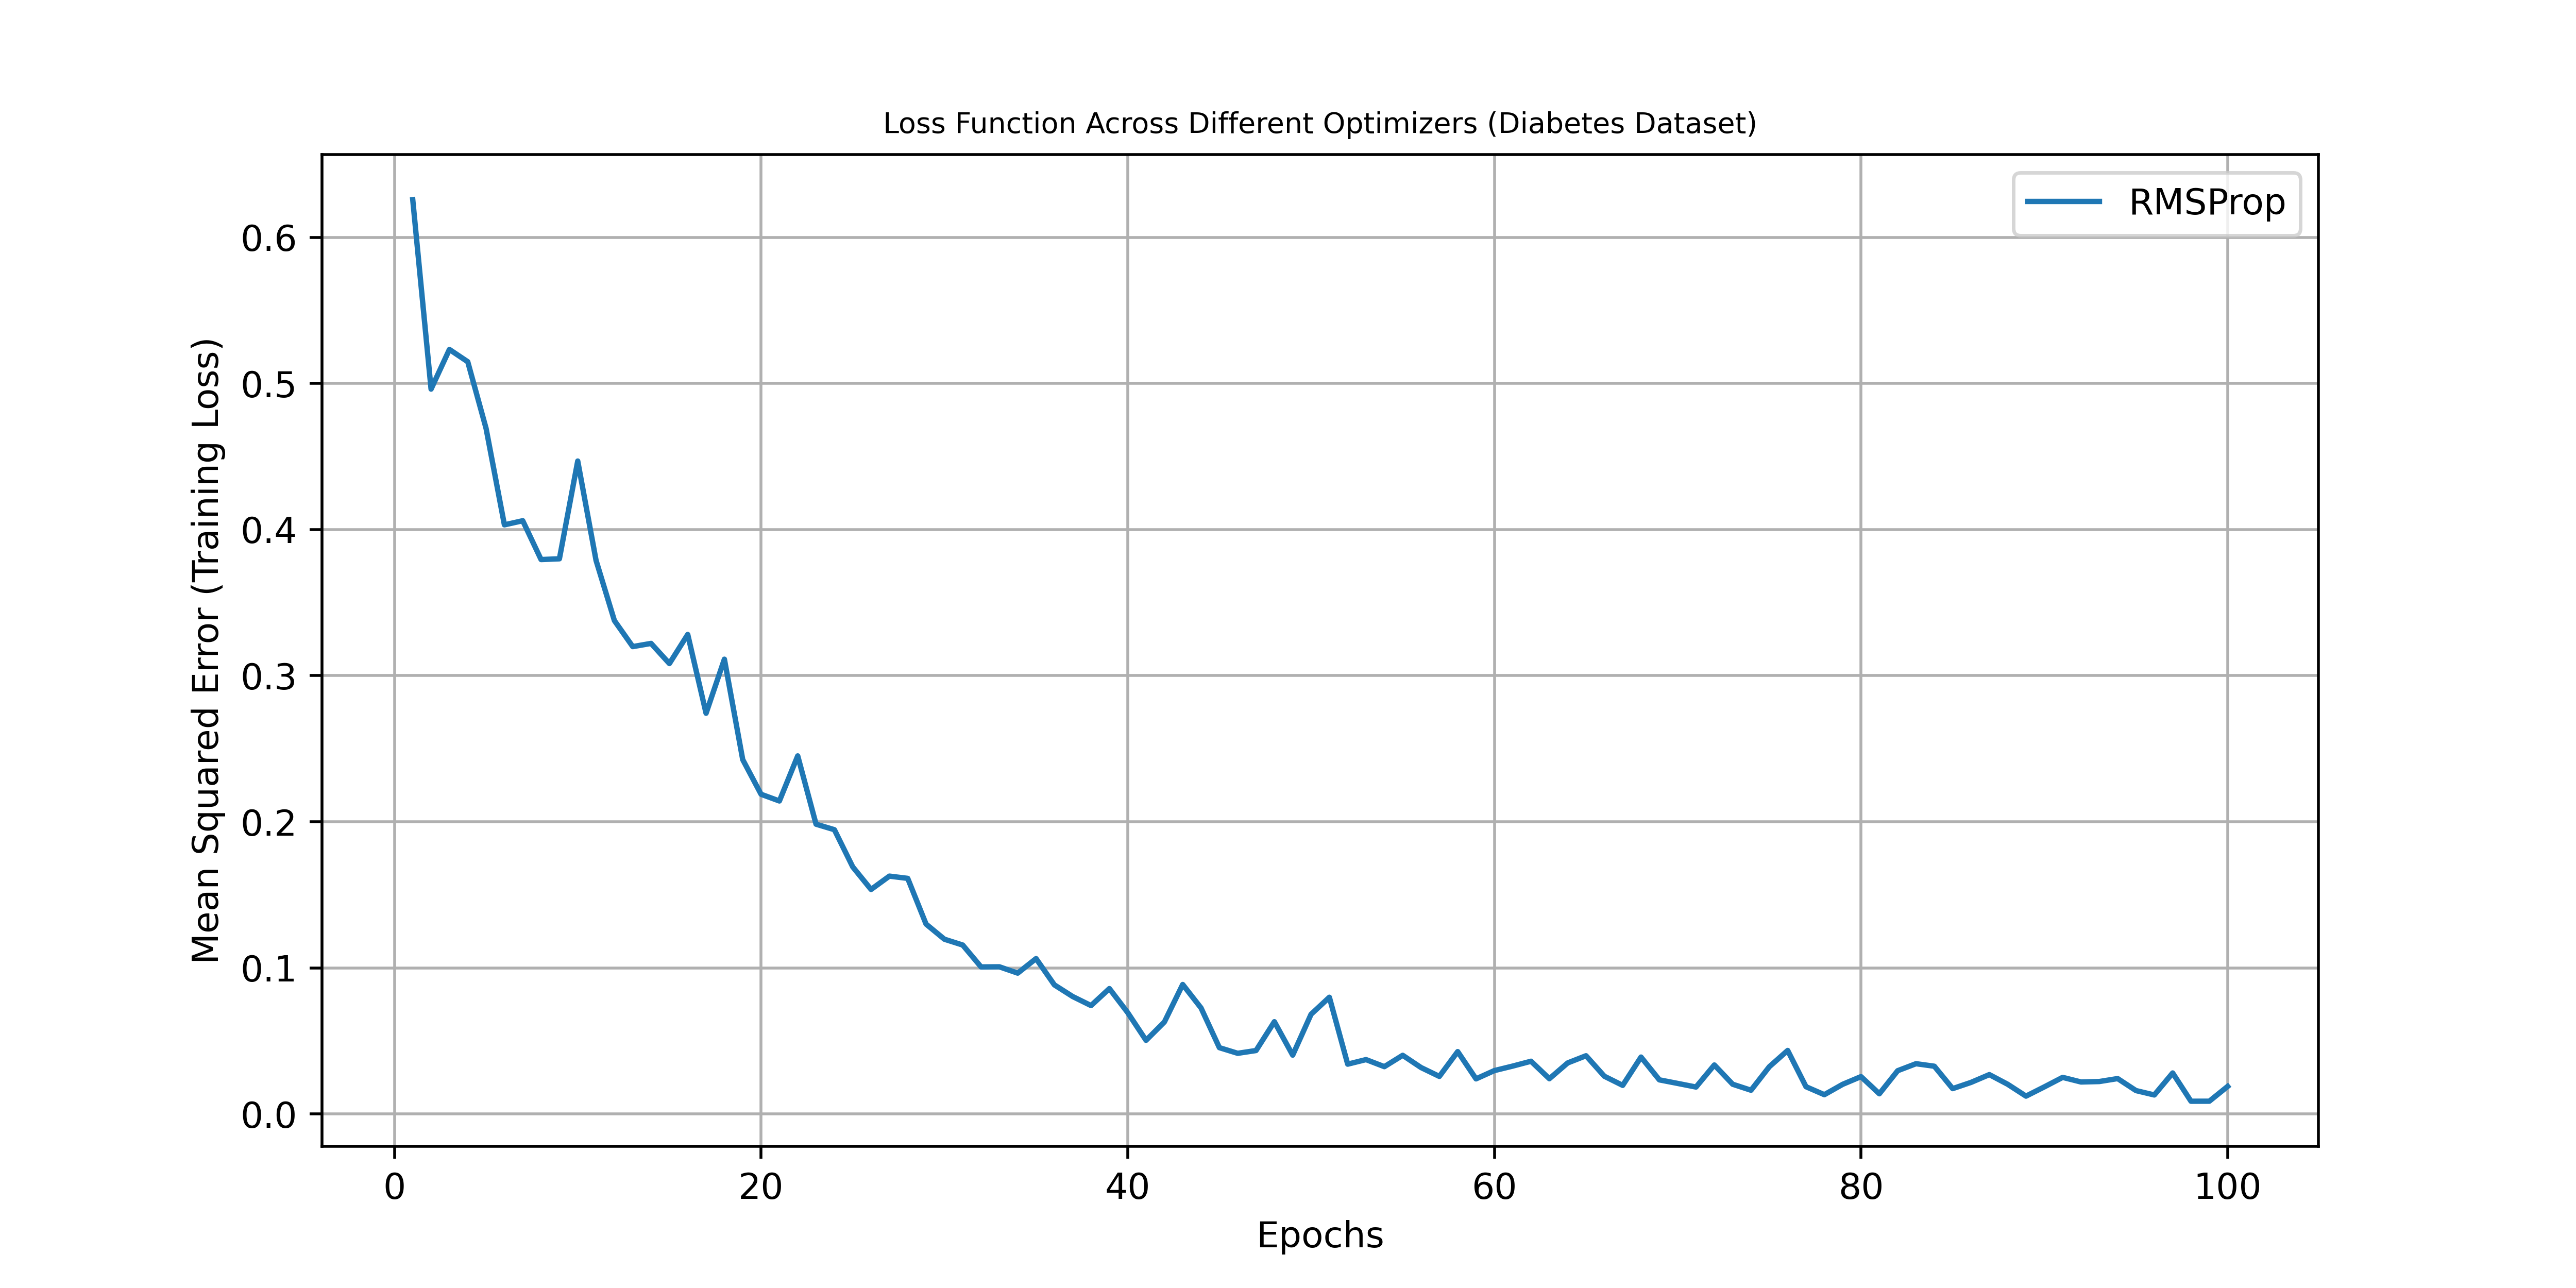 Loss Function Across Different Optimizers (Diabetes Dataset)
RMSProp
Mean Squared Error (Training Loss)
0.6
0.5
0.4
0.3
0.2
0.1
0.0
0 20 40 60 80 100
Epochs